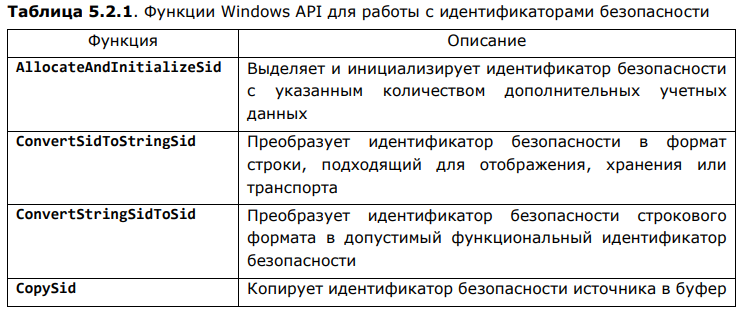 Таблица 5.2.1. Функции Windows API для работы с идентификаторами безопасности
Функция
Описание
AllocateAndInitializeSid
Выделяет и инициализирует идентификатор безопасности
с указанным количеством дополнительных учетных
данных
ConvertSidToStringSid
Преобразует идентификатор безопасности в формат
строки, подходящий для отображения, хранения или
транспорта
ConvertStringSidToSid
Преобразует идентификатор безопасности строкового
формата в допустимый функциональный идентификатор
безопасности
CopySid
Копирует идентификатор безопасности источника в буфер